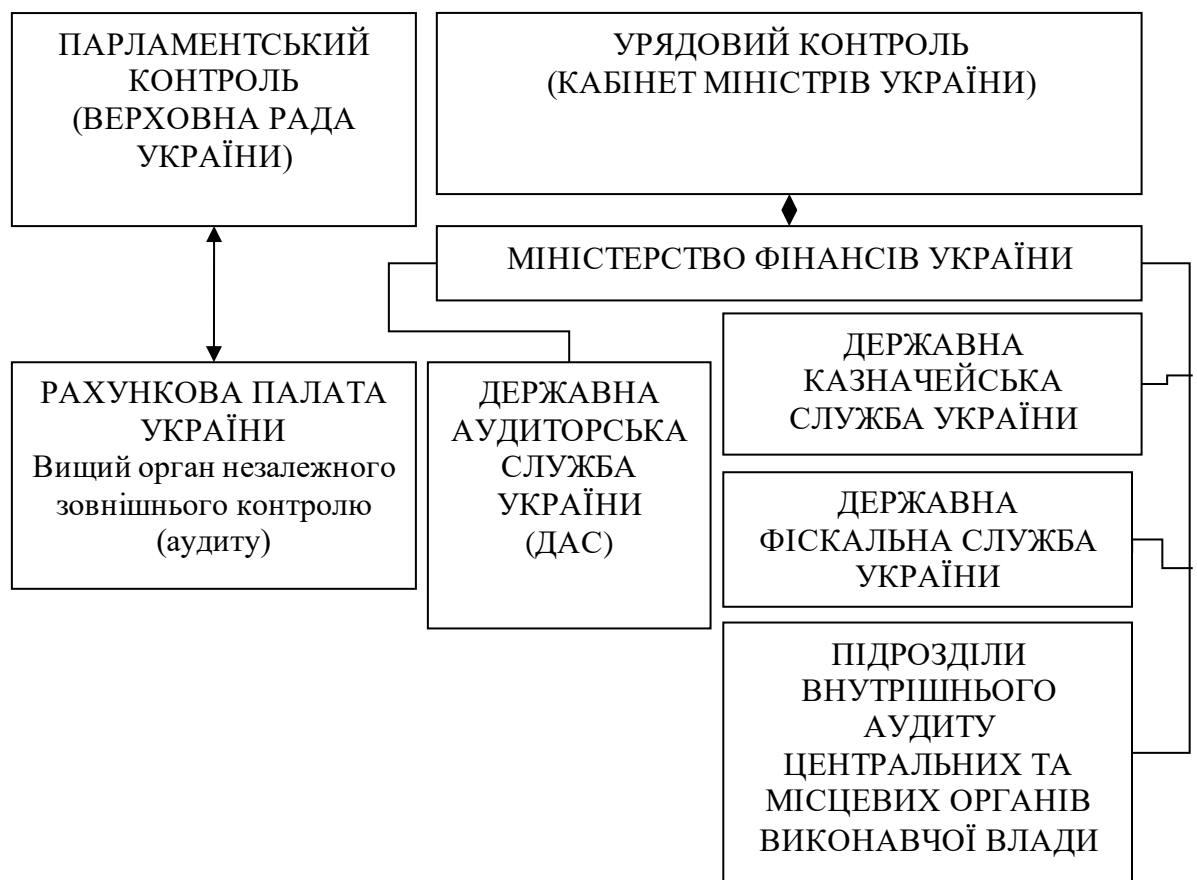 ПАРЛАМЕНТСЬКИЙ
КОНТРОЛЬ
(ВЕРХОВНА РАДА
УКРАЇНИ)
УРЯДОВИЙ КОНТРОЛЬ
(КАБІНЕТ МІНІСТРІВ УКРАЇНИ)
МІНІСТЕРСТВО ФІНАНСІВ УКРАЇНИ
РАХУНКОВА ПАЛАТА
УКРАЇНИ
Вищий орган незалежного
зовнішнього контролю
(аудиту)
ДЕРЖАВНА
АУДИТОРСЬКА
СЛУЖБА
УКРАЇНИ
(ДАС)
ДЕРЖАВНА
КАЗНАЧЕЙСЬКА
СЛУЖБА УКРАЇНИ
ДЕРЖАВНА
ФІСКАЛЬНА СЛУЖБА
УКРАЇНИ
ПІДРОЗДІЛИ
ВНУТРІШНЬОГО
АУДИТУ
ЦЕНТРАЛЬНИХ ТА
МІСЦЕВИХ ОРГАНІВ
ВИКОНАВЧОЇ ВЛАДИ